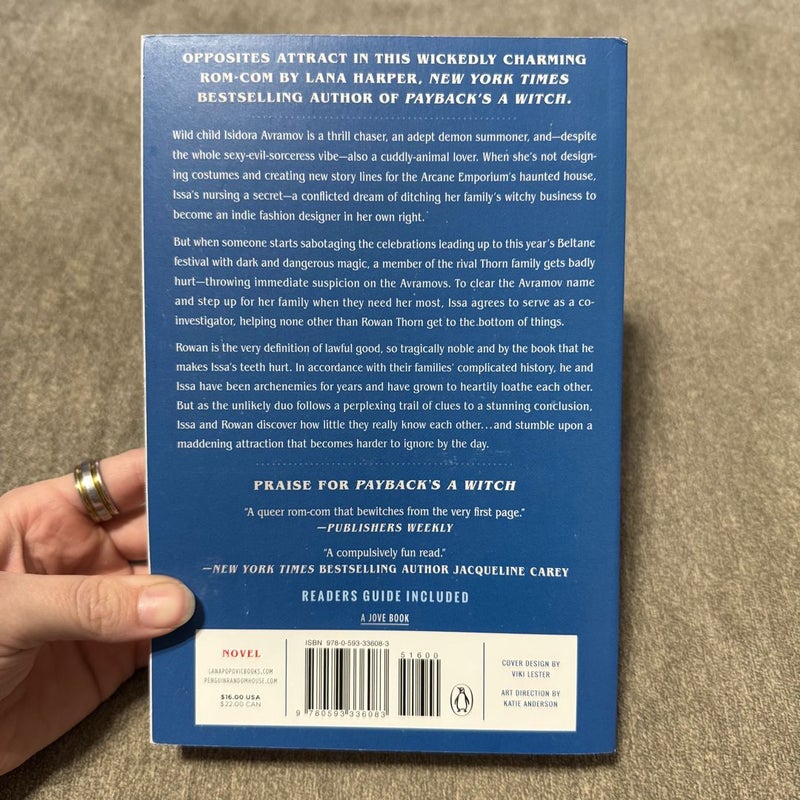 OPPOSITES ATTRACT IN THIS WICKEDLY CHARMING
ROM-COM BY LANA HARPER, NEW YORK TIMES
BESTSELLING AUTHOR OF PAYBACK'S A WITCH.
Wild child Isidora Avramov is a thrill chaser, an adept demon summoner, and—despite
the whole sexy-evil-sorceress vibe—also a cuddly-animal lover. When she's not design-
ing costumes and creating new story lines for the Arcane Emporium's haunted house,
Issa's nursing a secret—a conflicted dream of ditching her family's witchy business to
become an indie fashion designer in her own right.
But when someone starts sabotaging the celebrations leading up to this year's Beltane
festival with dark and dangerous magic, a member of the rival Thorn family gets badly
hurt—throwing immediate suspicion on the Avramovs. To clear the Avramov name
and step up for her family when they need her most, Issa agrees to serve as a co-
investigator, helping none other than Rowan Thorn get to the bottom of things.
Rowan is the very definition of lawful good, so tragically noble and by the book that he
makes Issa's teeth hurt. In accordance with their families' complicated history, he and
Issa have been archenemies for years and have grown to heartily loathe each other.
But as the unlikely duo follows a perplexing trail of clues to a stunning conclusion,
Issa and Rowan discover how little they really know each other...and stumble upon a
maddening attraction that becomes harder to ignore by the day.
PRAISE FOR PAYBACK'S A WITCH
"A queer rom-com that bewitches from the very first page."
—PUBLISHERS WEEKLY
"A compulsively fun read."
—NEW YORK TIMES BESTSELLING AUTHOR JACQUELINE CAREY
READERS GUIDE INCLUDED
A JOVE BOOK
NOVEL
LANAPOPOVICBOOKS.COM
PENGUINRANDOMHOUSE.COM
$16.00 USA
$22.00 CAN
ISBN 978-0-593-33608-3
51600
9 780593 336083
COVER DESIGN BY
VIKI LESTER
ART DIRECTION BY
KATIE ANDERSON